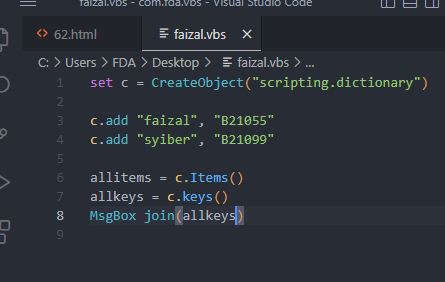 faizal.vbs - com.fda.vbs - Visual Studio Code
62.html faizal.vbs
C: > Users > FDA > Desktop > faizal.vbs > ...
1 set c = CreateObject("scripting.dictionary")
2
3 c.add "faizal", "B21055"
4 c.add "syiber", "B21099"
5
6 allitems = c.Items()
7 allkeys = c.keys()
8 MsgBox join(allkeys)
9